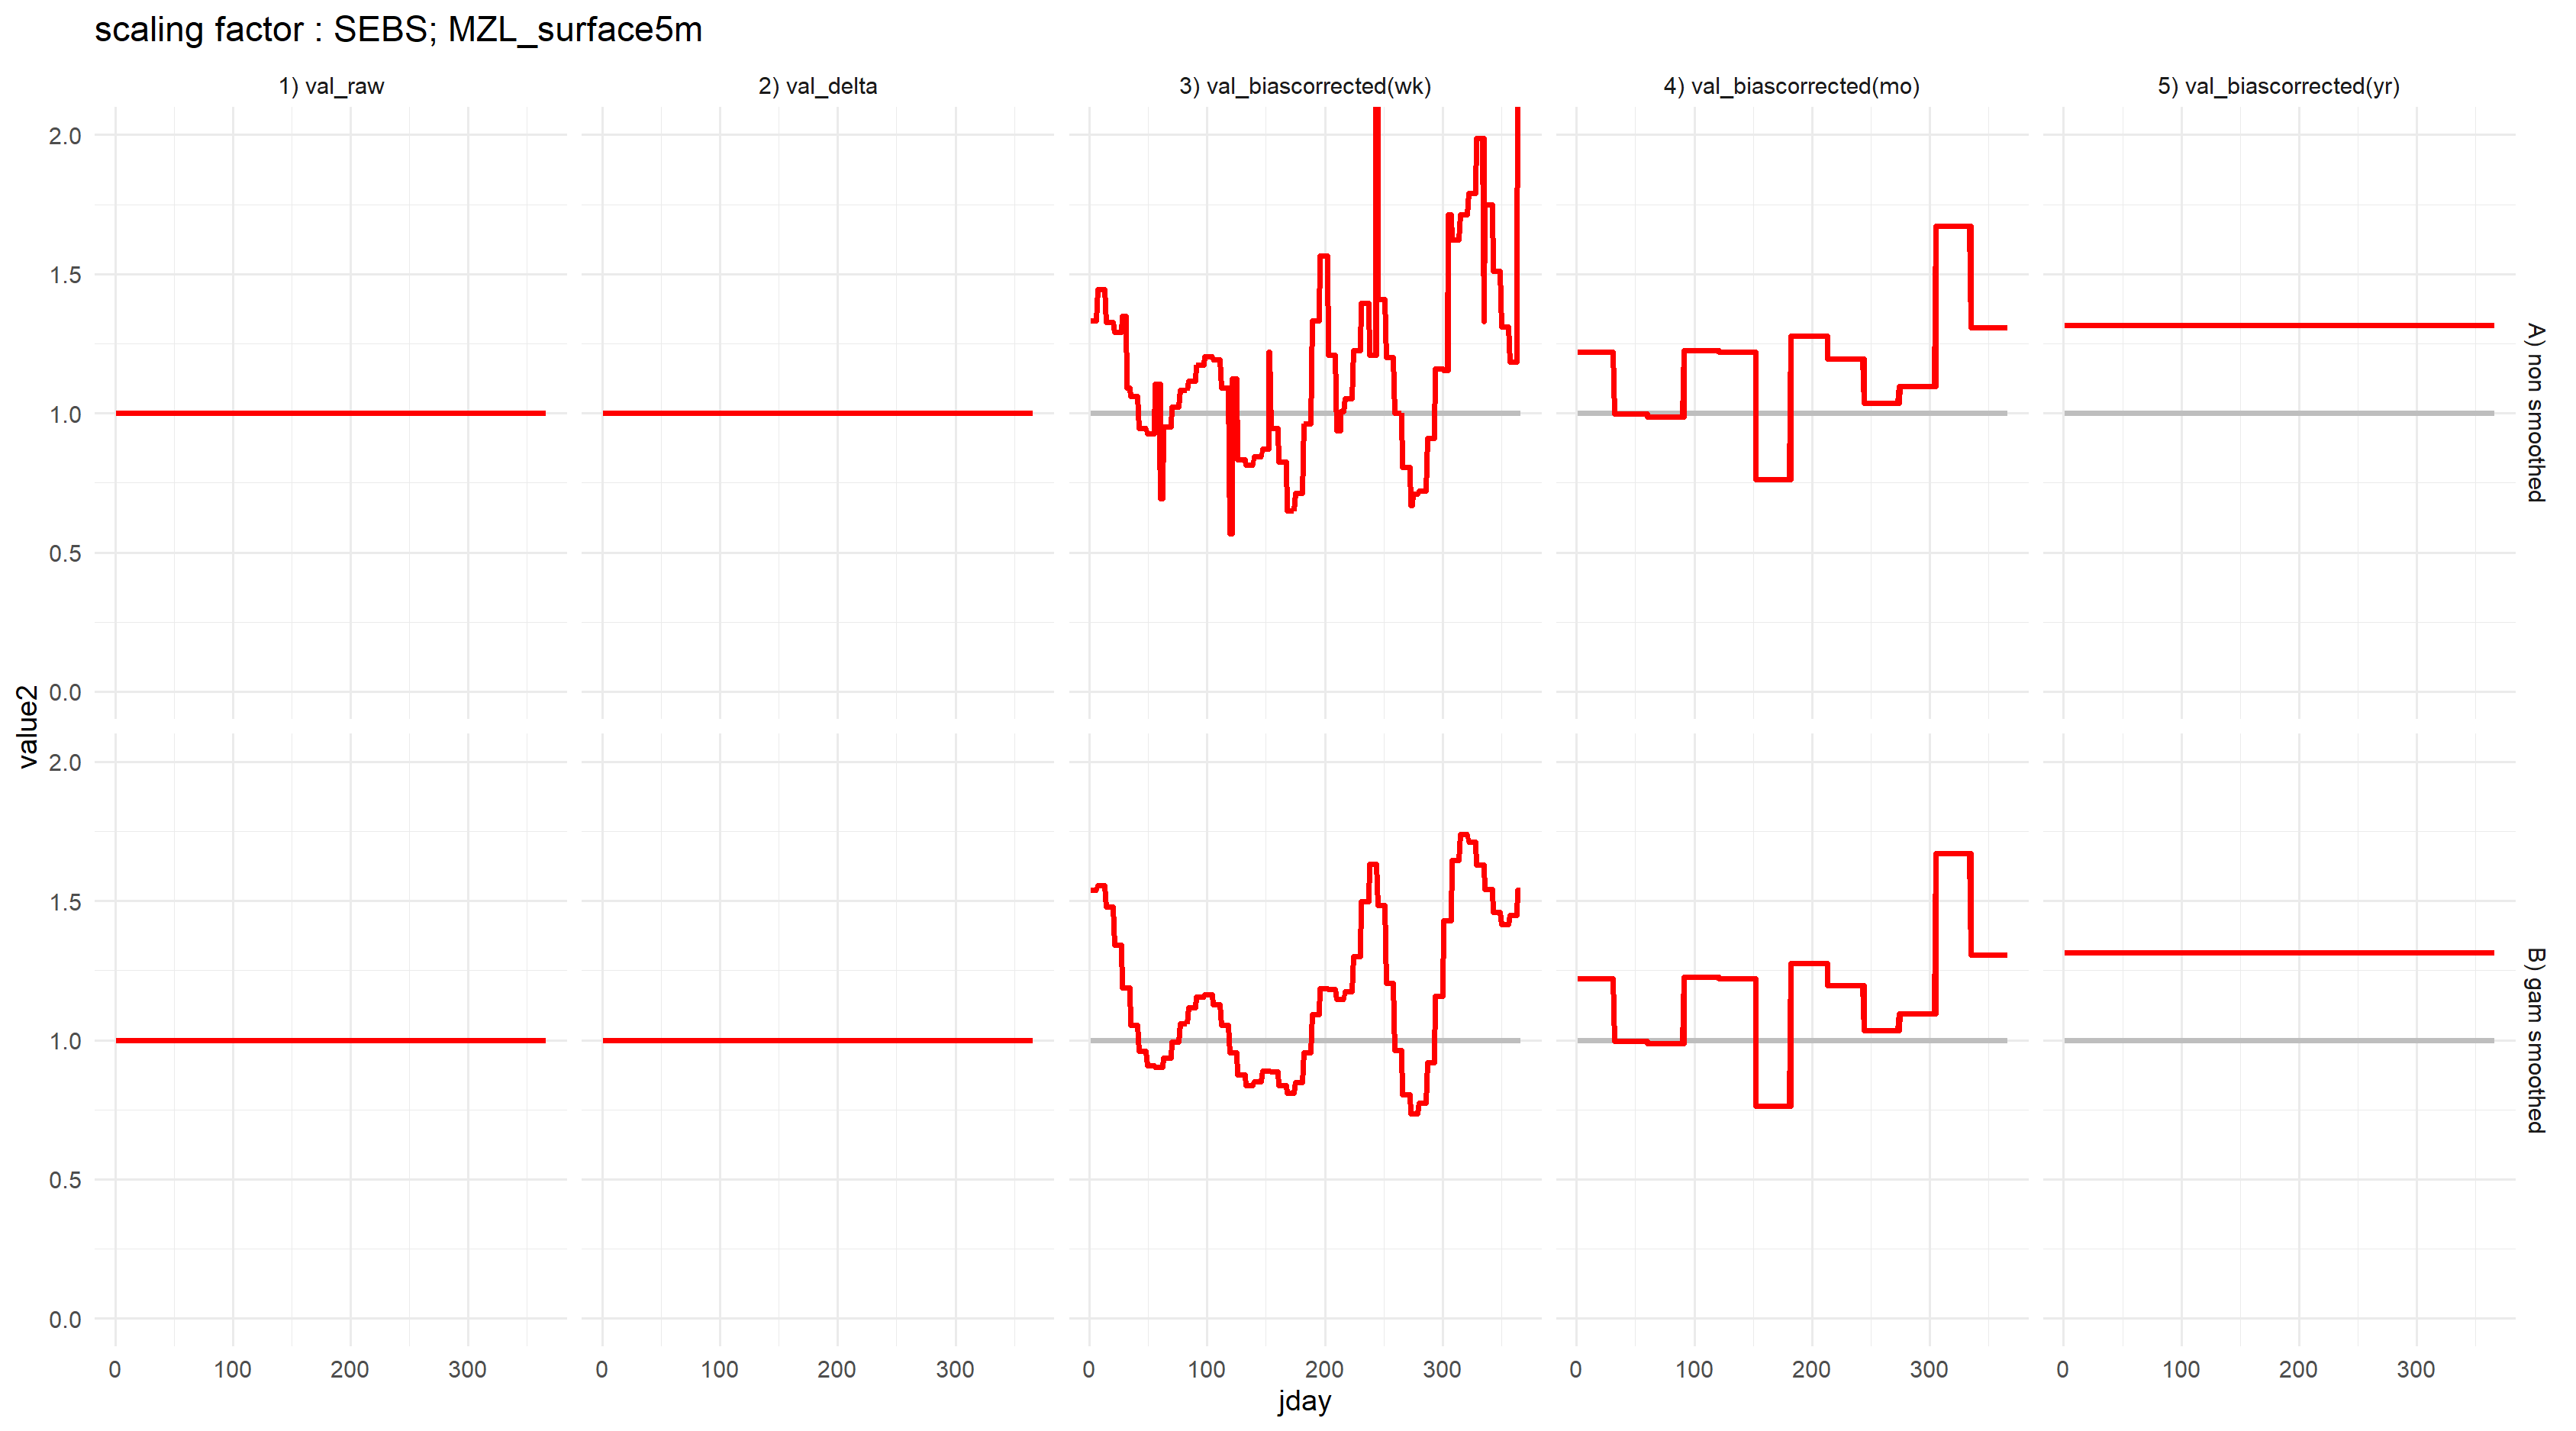 scaling factor : SEBS; MZL_surface5m
1) val_raw
2) val_delta
3) val_biascorrected(wk)
4) val_biascorrected(mo)
5) val_biascorrected(yr)
2.0
1.5
1.0
0.5
0.0
A) non smoothed
value2
2.0
1.5
1.0
0.5
0.0
B) gam smoothed
0 100 200 300
0 100 200 300
0 100 200 300
0 100 200 300
0 100 200 300
jday